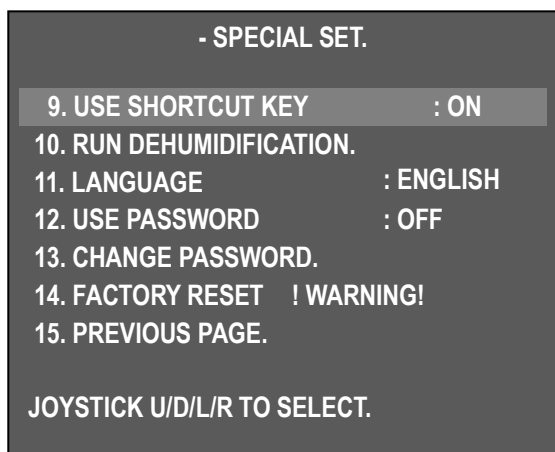 - SPECIAL SET.
9. USE SHORTCUT KEY : ON
10. RUN DEHUMIDIFICATION.
11. LANGUAGE : ENGLISH
12. USE PASSWORD : OFF
13. CHANGE PASSWORD.
14. FACTORY RESET ! WARNING!
15. PREVIOUS PAGE.
JOYSTICK U/D/L/R TO SELECT.